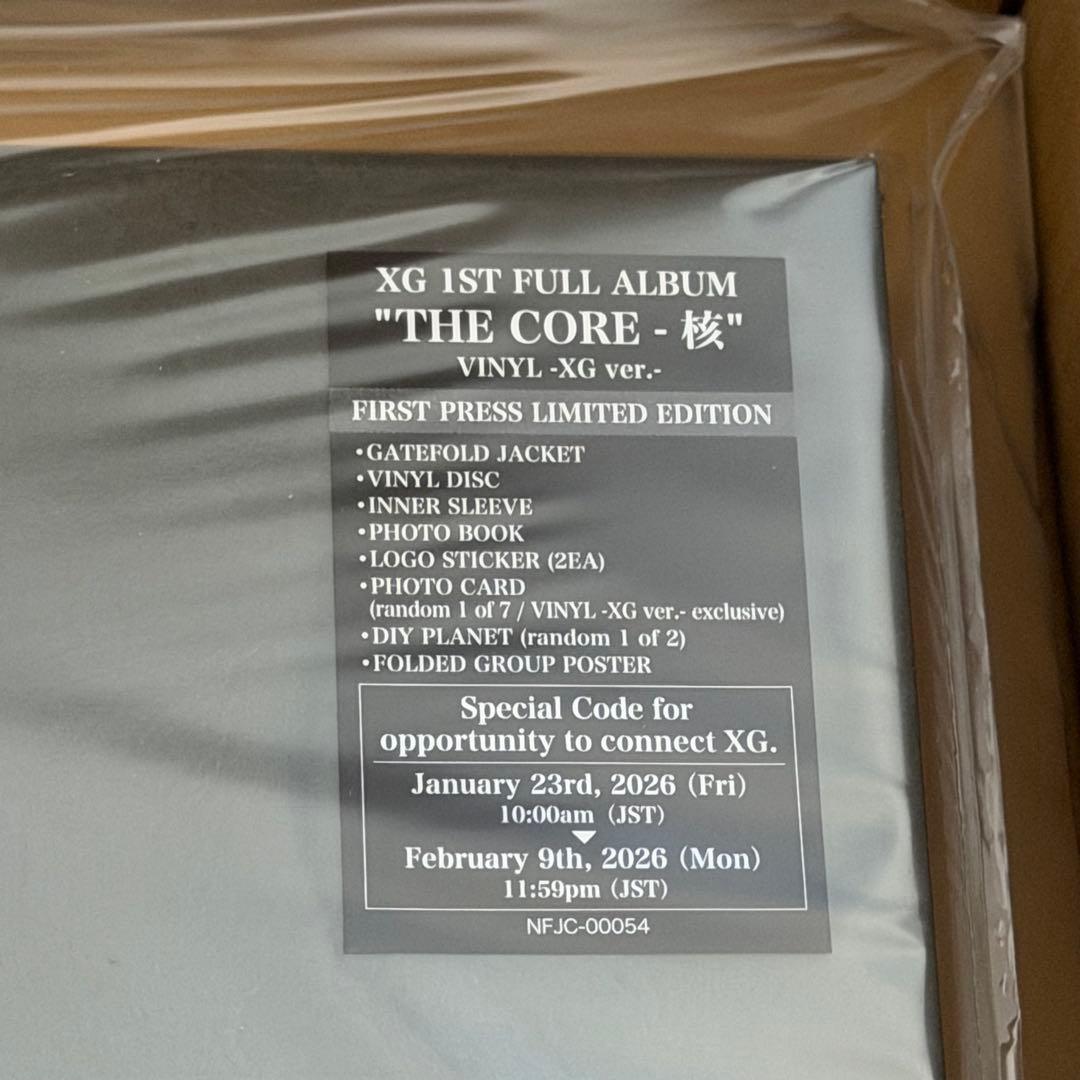 XG 1ST FULL ALBUM
"THE CORE - 核"
VINYL -XG ver.-
FIRST PRESS LIMITED EDITION
•GATEFOLD JACKET
•VINYL DISC
•INNER SLEEVE
•PHOTO BOOK
•LOGO STICKER (2EA)
•PHOTO CARD
(random 1 of 7 / VINYL -XG ver.- exclusive)
•DIY PLANET (random 1 of 2)
•FOLDED GROUP POSTER
Special Code for
opportunity to connect XG.
January 23rd, 2026 (Fri)
10:00am (JST)
February 9th, 2026 (Mon)
11:59pm (JST)
NFJC-00054